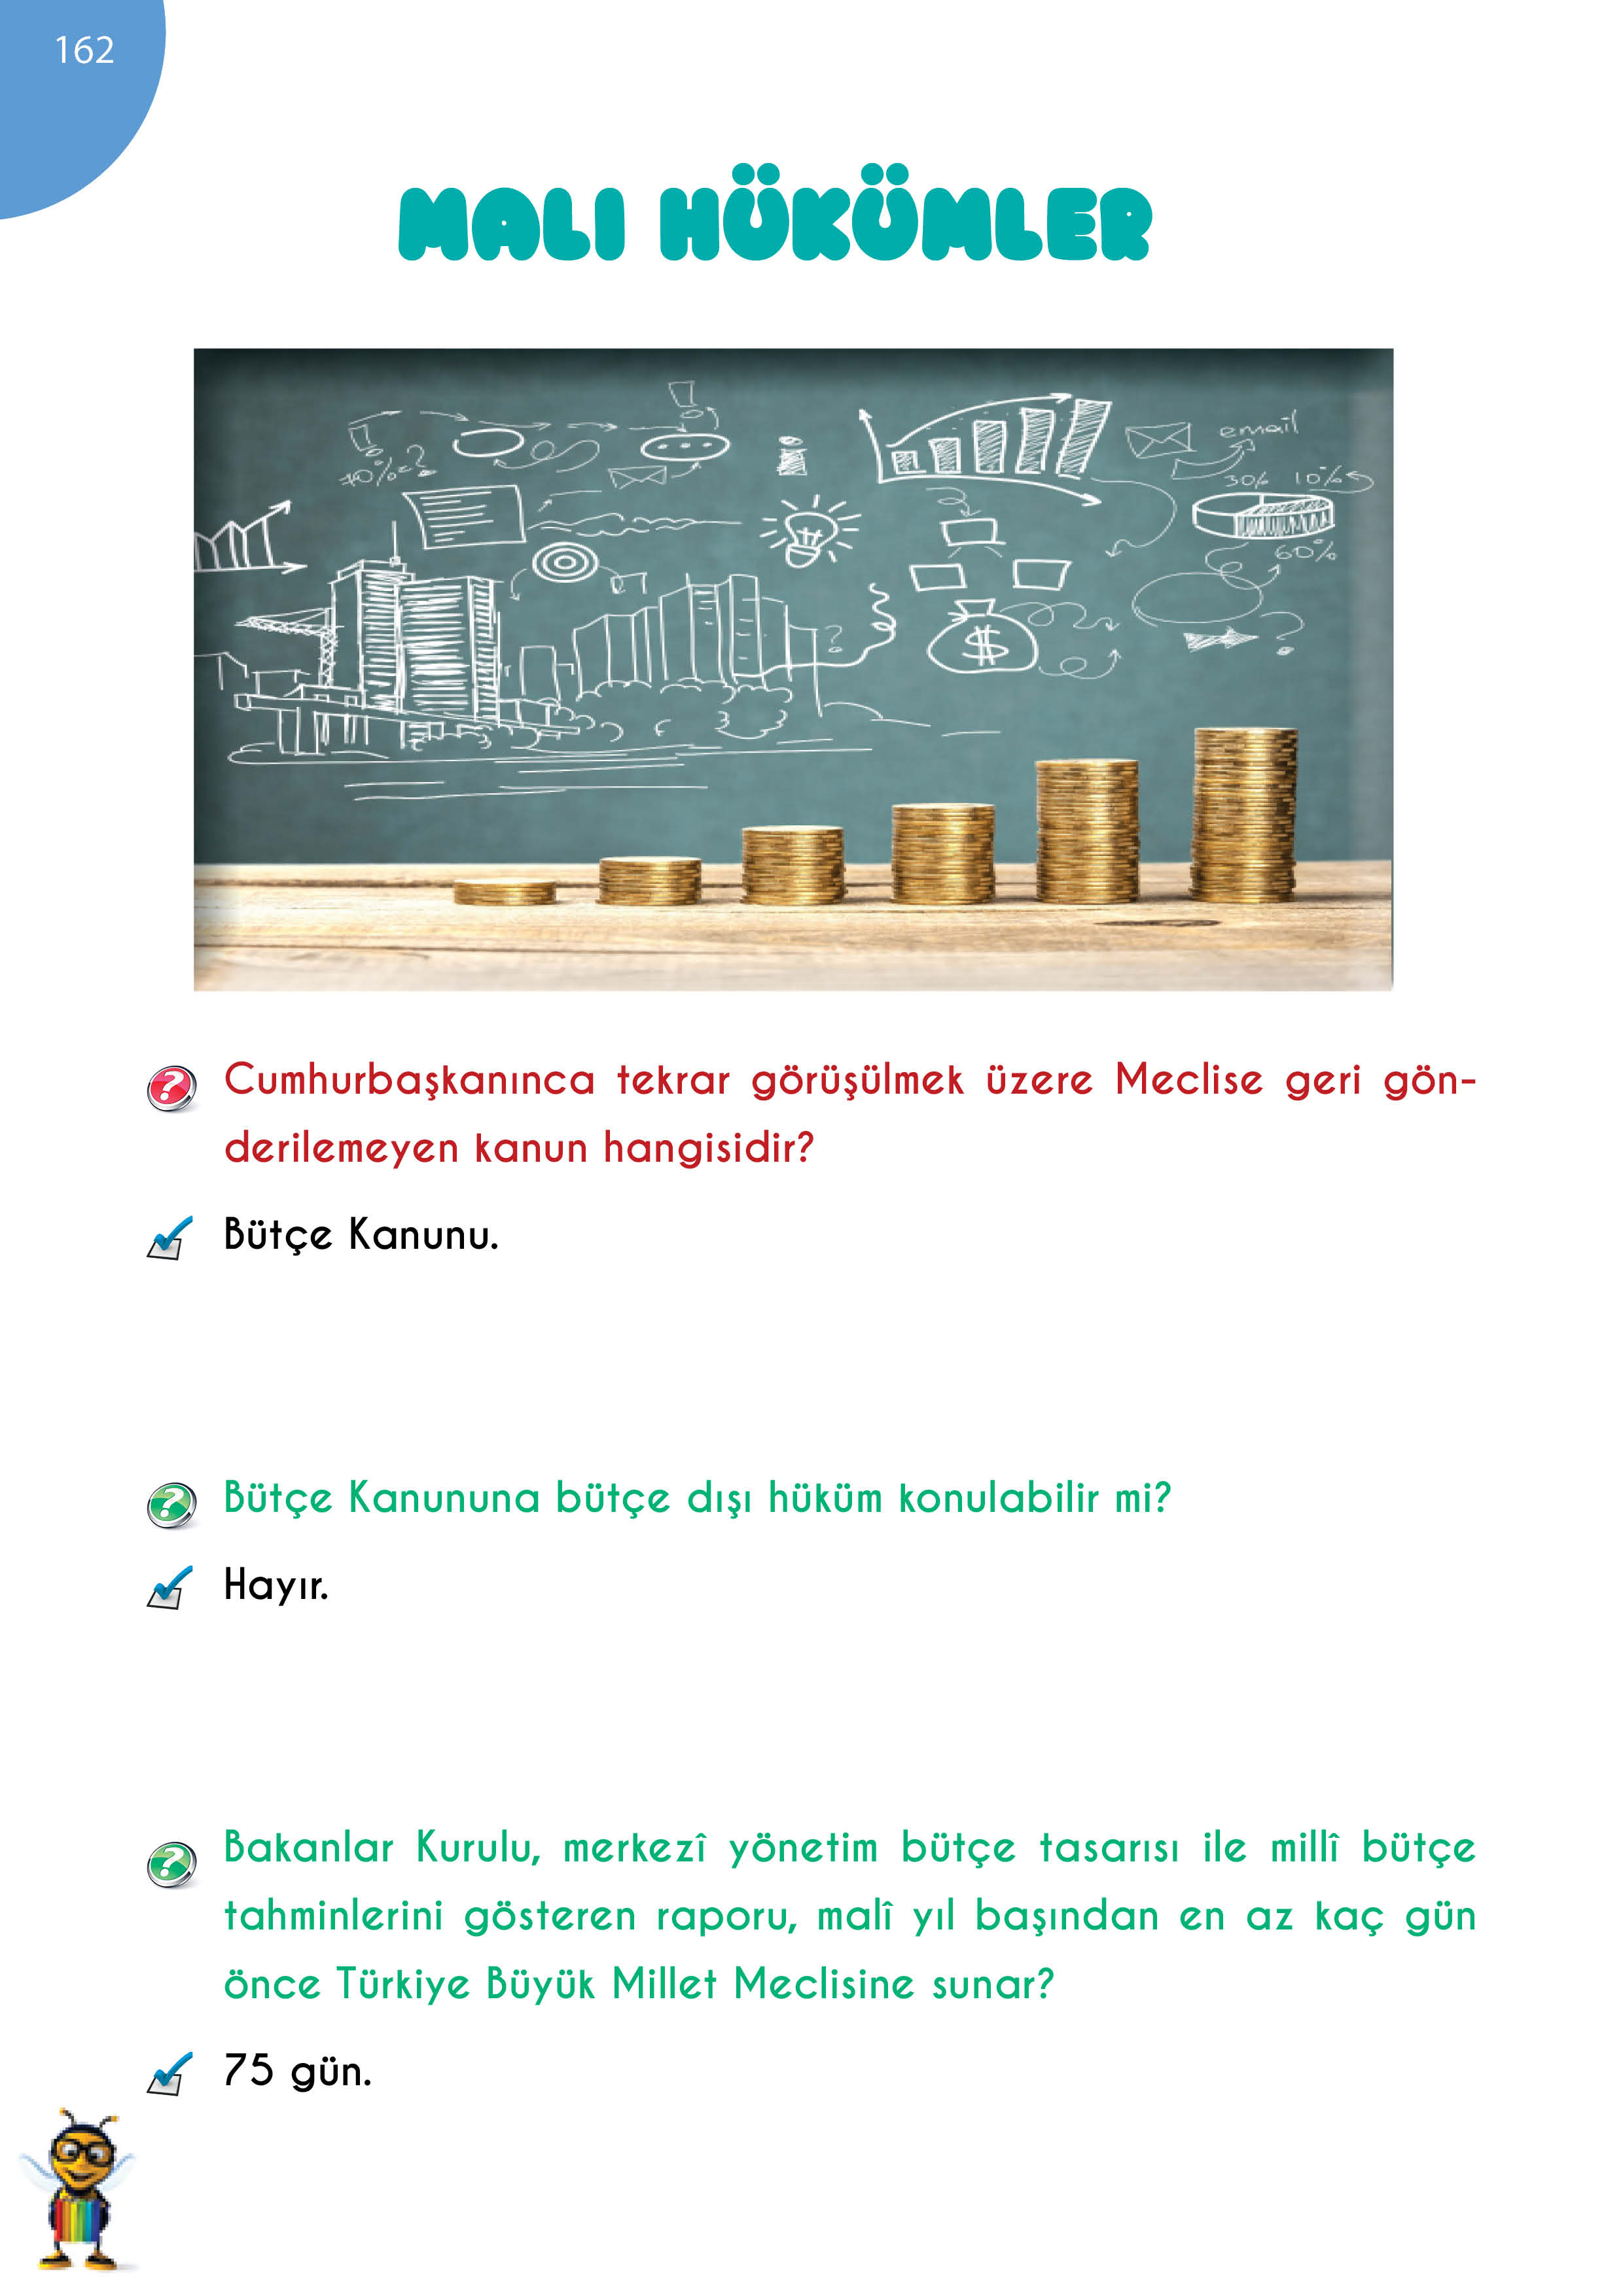 162
MALI HÜKÜMLER
email
30% 10%
60%
$
Cumhurbaşkanınca tekrar görüşülmek üzere Meclise geri gön-
derilemeyen kanun hangisidir?
Bütçe Kanunu.
Bütçe Kanununa bütçe dışı hüküm konulabilir mi?
Hayır.
Bakanlar Kurulu, merkezî yönetim bütçe tasarısı ile millî bütçe
tahminlerini gösteren raporu, malî yıl başından en az kaç gün
önce Türkiye Büyük Millet Meclisine sunar?
75 gün.